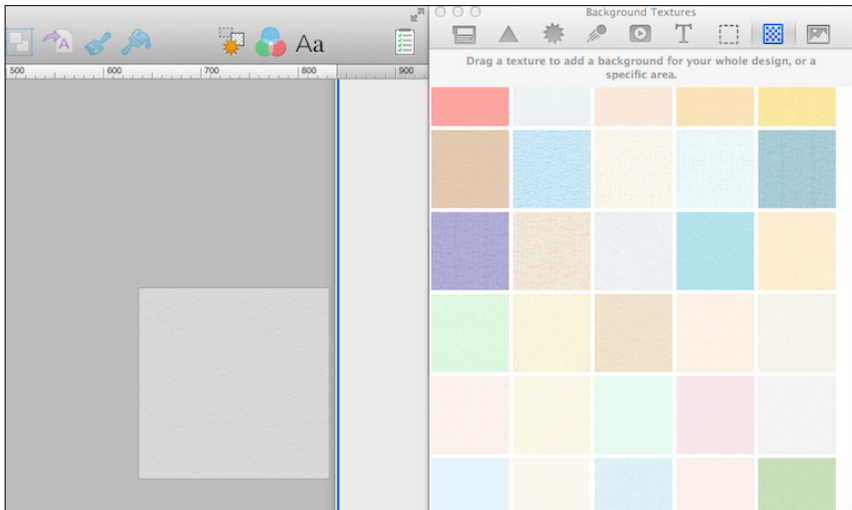 Background Textures
Aa
500 600 700 800 900
Drag a texture to add a background for your whole design, or a
specific area.